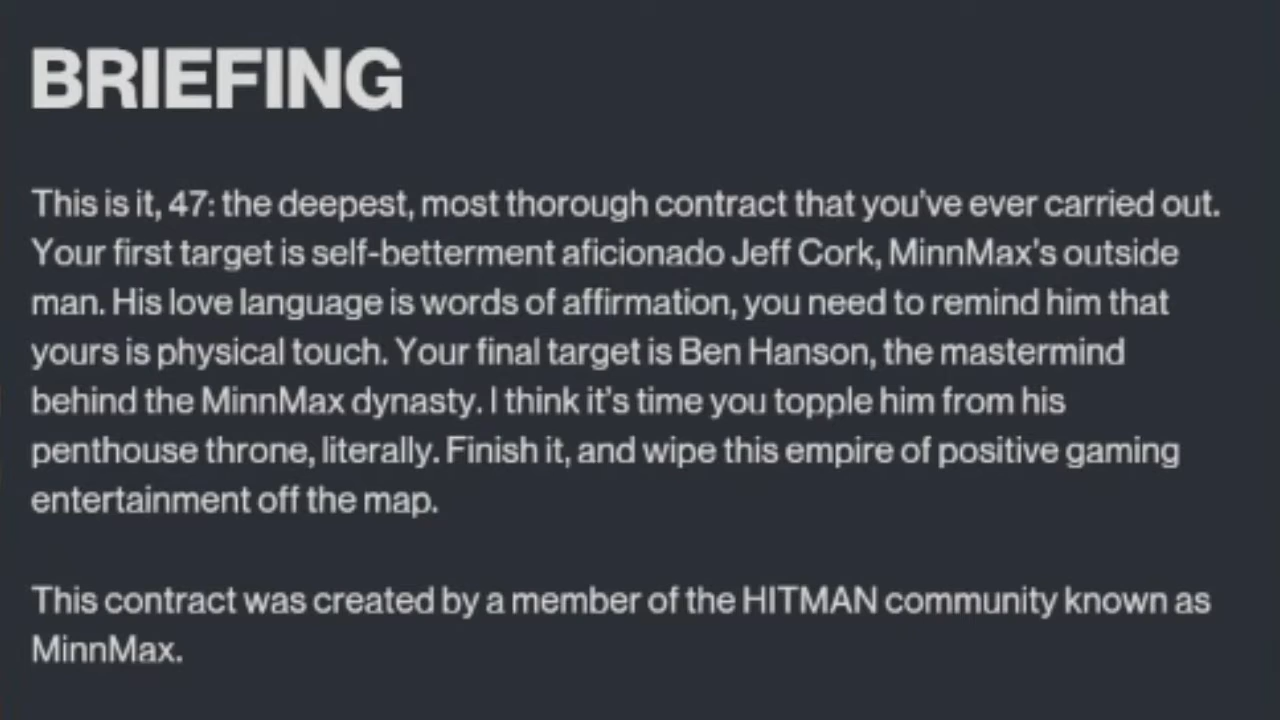 BRIEFING
This is it, 47: the deepest, most thorough contract that you've ever carried out.
Your first target is self-betterment aficionado Jeff Cork, MinnMax's outside
man. His love language is words of affirmation, you need to remind him that
yours is physical touch. Your final target is Ben Hanson, the mastermind
behind the MinnMax dynasty. I think it's time you topple him from his
penthouse throne, literally. Finish it, and wipe this empire of positive gaming
entertainment off the map.
This contract was created by a member of the HITMAN community known as
MinnMax.